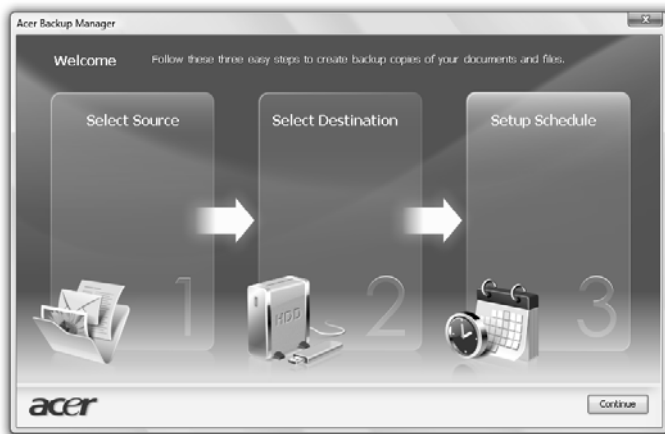 Acer Backup Manager
Welcome Follow these three easy steps to create backup copies of your documents and files.
Select Source
Select Destination
Setup Schedule
1
2
3
HDD
acer
Continue